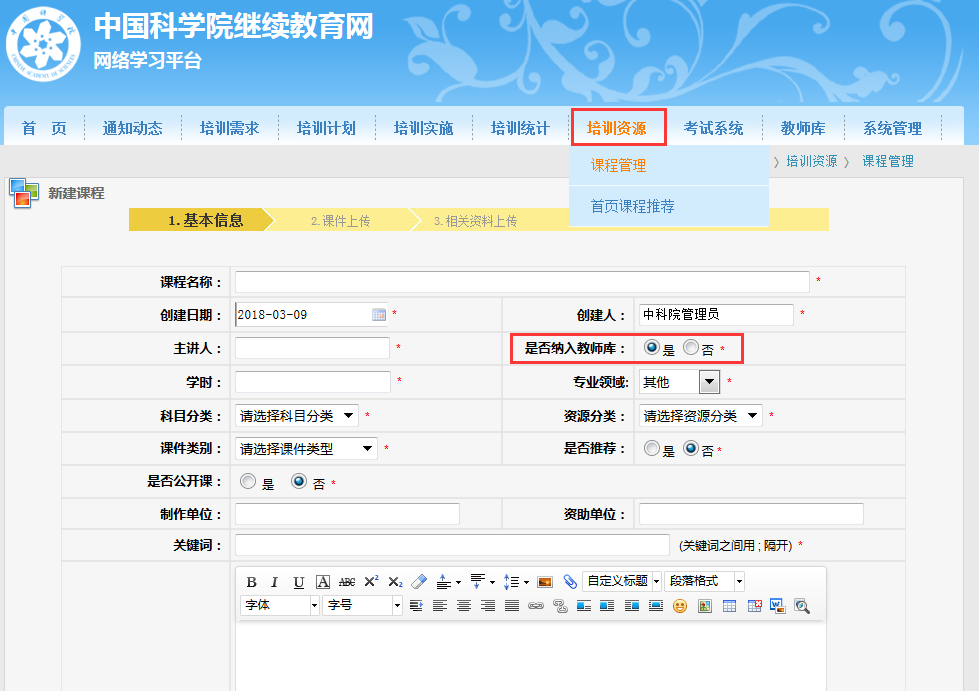 中国科学院继续教育网
网络学习平台
首 页 通知动态 培训需求 培训计划 培训实施 培训统计 培训资源 考试系统 教师库 系统管理
课程管理
首页课程推荐
》 培训资源 》 课程管理
新建课程
1.基本信息 2.课件上传 3.相关资料上传
课程名称： *
创建日期： 2018-03-09 * 创建人： 中科院管理员 *
主讲人： * 是否纳入教师库： 是 否 *
学时： * 专业领域: 其他 *
科目分类： 请选择科目分类 * 资源分类： 请选择资源分类 *
课件类别： 请选择课件类型 * 是否推荐： 是 否 *
是否公开课： 是 否 *
制作单位： 资助单位：
关键词： (关键词之间用 ; 隔开) *
B I U A ABC X² X₂ 自定义标题 段落格式
字体 字号